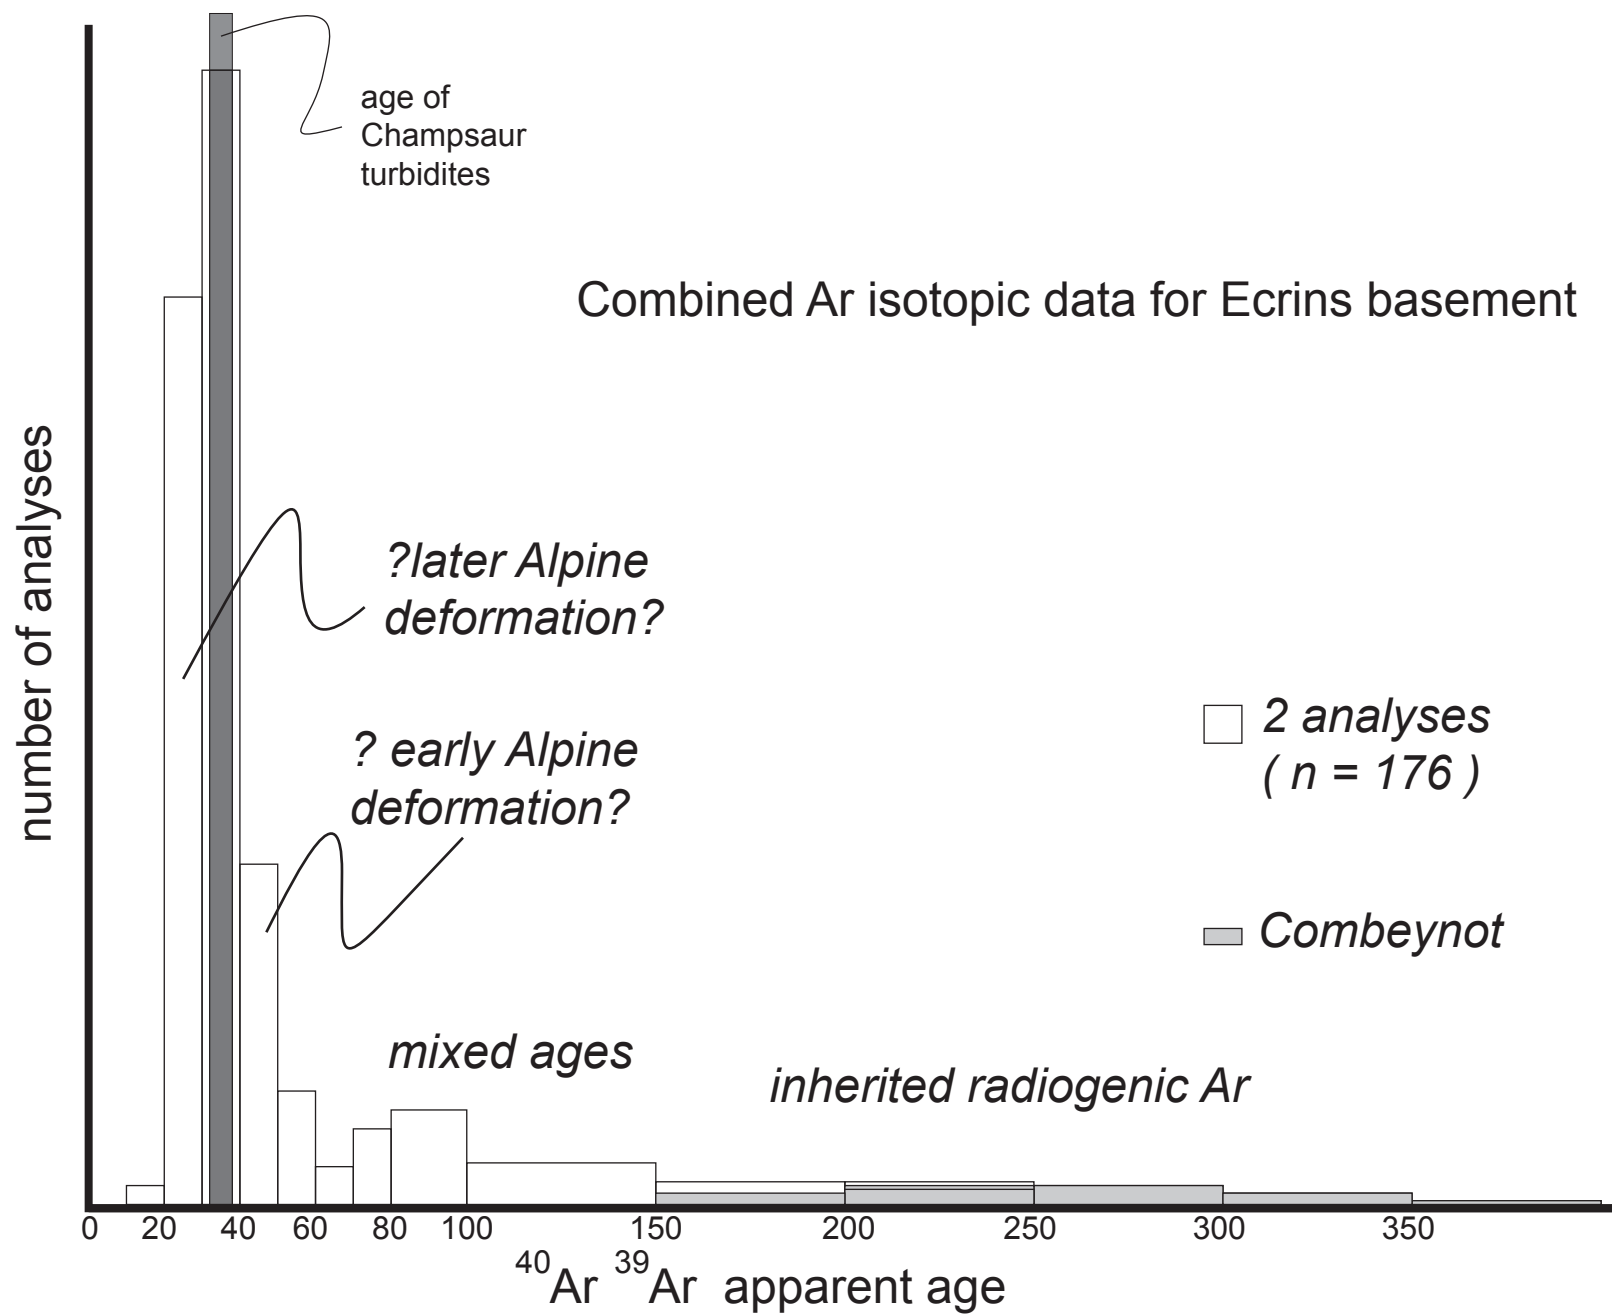 age of
Champsaur
turbidites
Combined Ar isotopic data for Ecrins basement
number of analyses
?later Alpine
deformation?
? early Alpine
deformation?
2 analyses
( n = 176 )
Combeynot
mixed ages
inherited radiogenic Ar
0 20 40 60 80 100 150 200 250 300 350
40Ar 39Ar apparent age